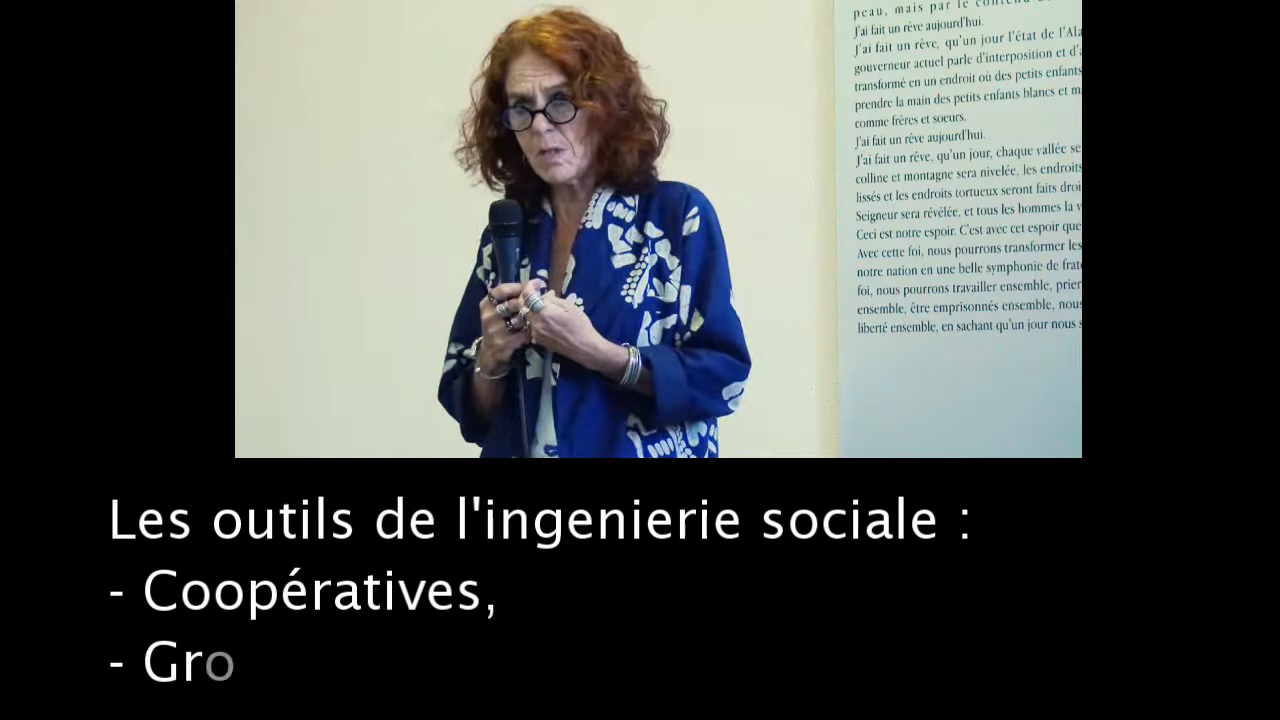 peau, mais par le contenu
J'ai fait un rêve aujourd'hui.
J'ai fait un rêve, qu'un jour l'état de l'Ala
gouverneur actuel parle d'interposition et d'a
transformé en un endroit où des petits enfants
prendre la main des petits enfants blancs et m
comme frères et soeurs.
J'ai fait un rêve aujourd'hui.
J'ai fait un rêve, qu'un jour, chaque vallée se
colline et montagne sera nivelée, les endroits
lissés et les endroits tortueux seront faits droi
Seigneur sera révélée, et tous les hommes la v
Ceci est notre espoir. C'est avec cet espoir que
Avec cette foi, nous pourrons transformer les
notre nation en une belle symphonie de frate
foi, nous pourrons travailler ensemble, prier
ensemble, être emprisonnés ensemble, nou
liberté ensemble, en sachant qu'un jour nous s
Les outils de l'ingenierie sociale :
- Coopératives,
- Gro